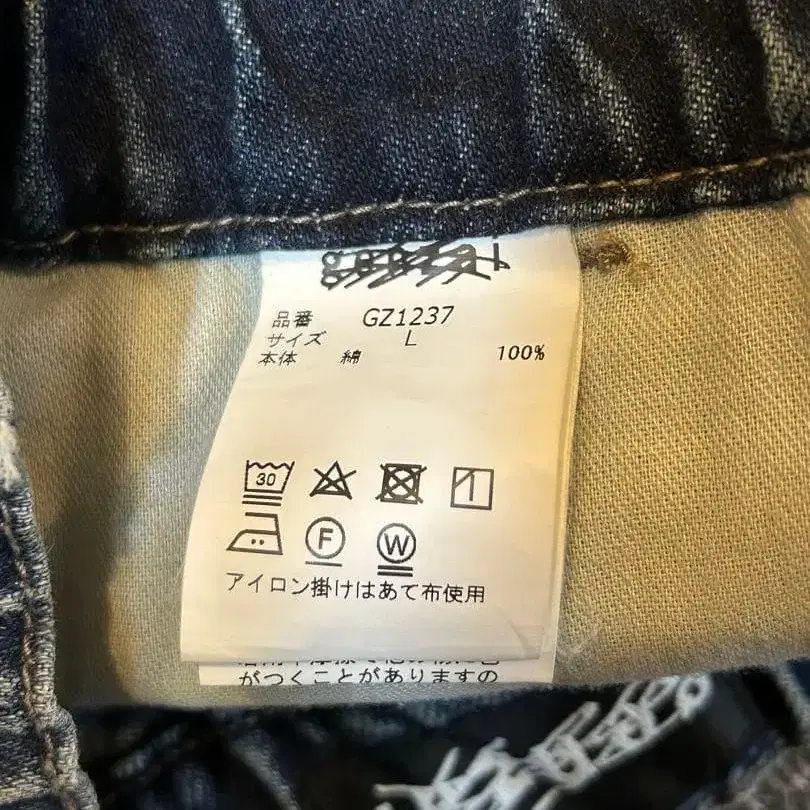 品番 GZ1237
サイズ L
本体 綿 100%
30
F W
アイロン掛けはあて布使用
がつくことがありますの